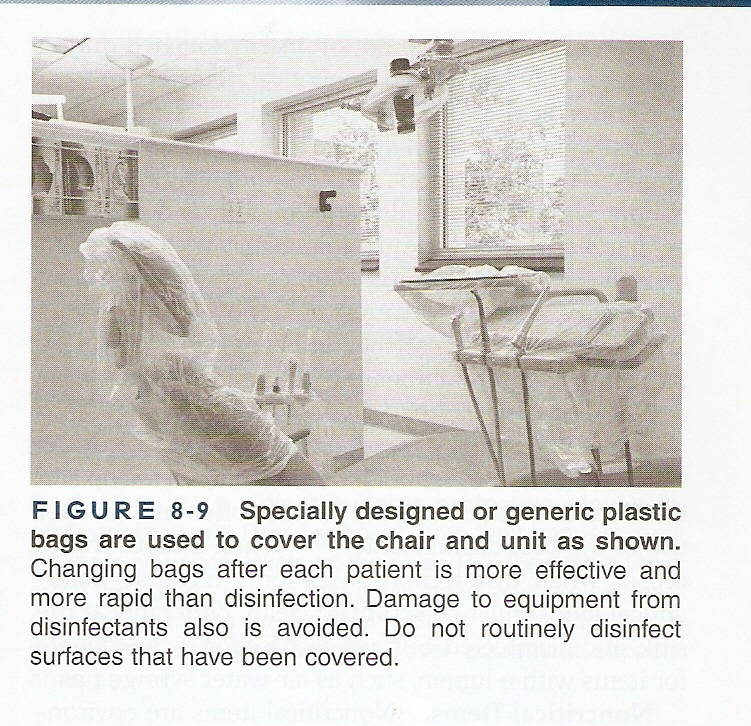 FIGURE 8-9 Specially designed or generic plastic
bags are used to cover the chair and unit as shown.
Changing bags after each patient is more effective and
more rapid than disinfection. Damage to equipment from
disinfectants also is avoided. Do not routinely disinfect
surfaces that have been covered.